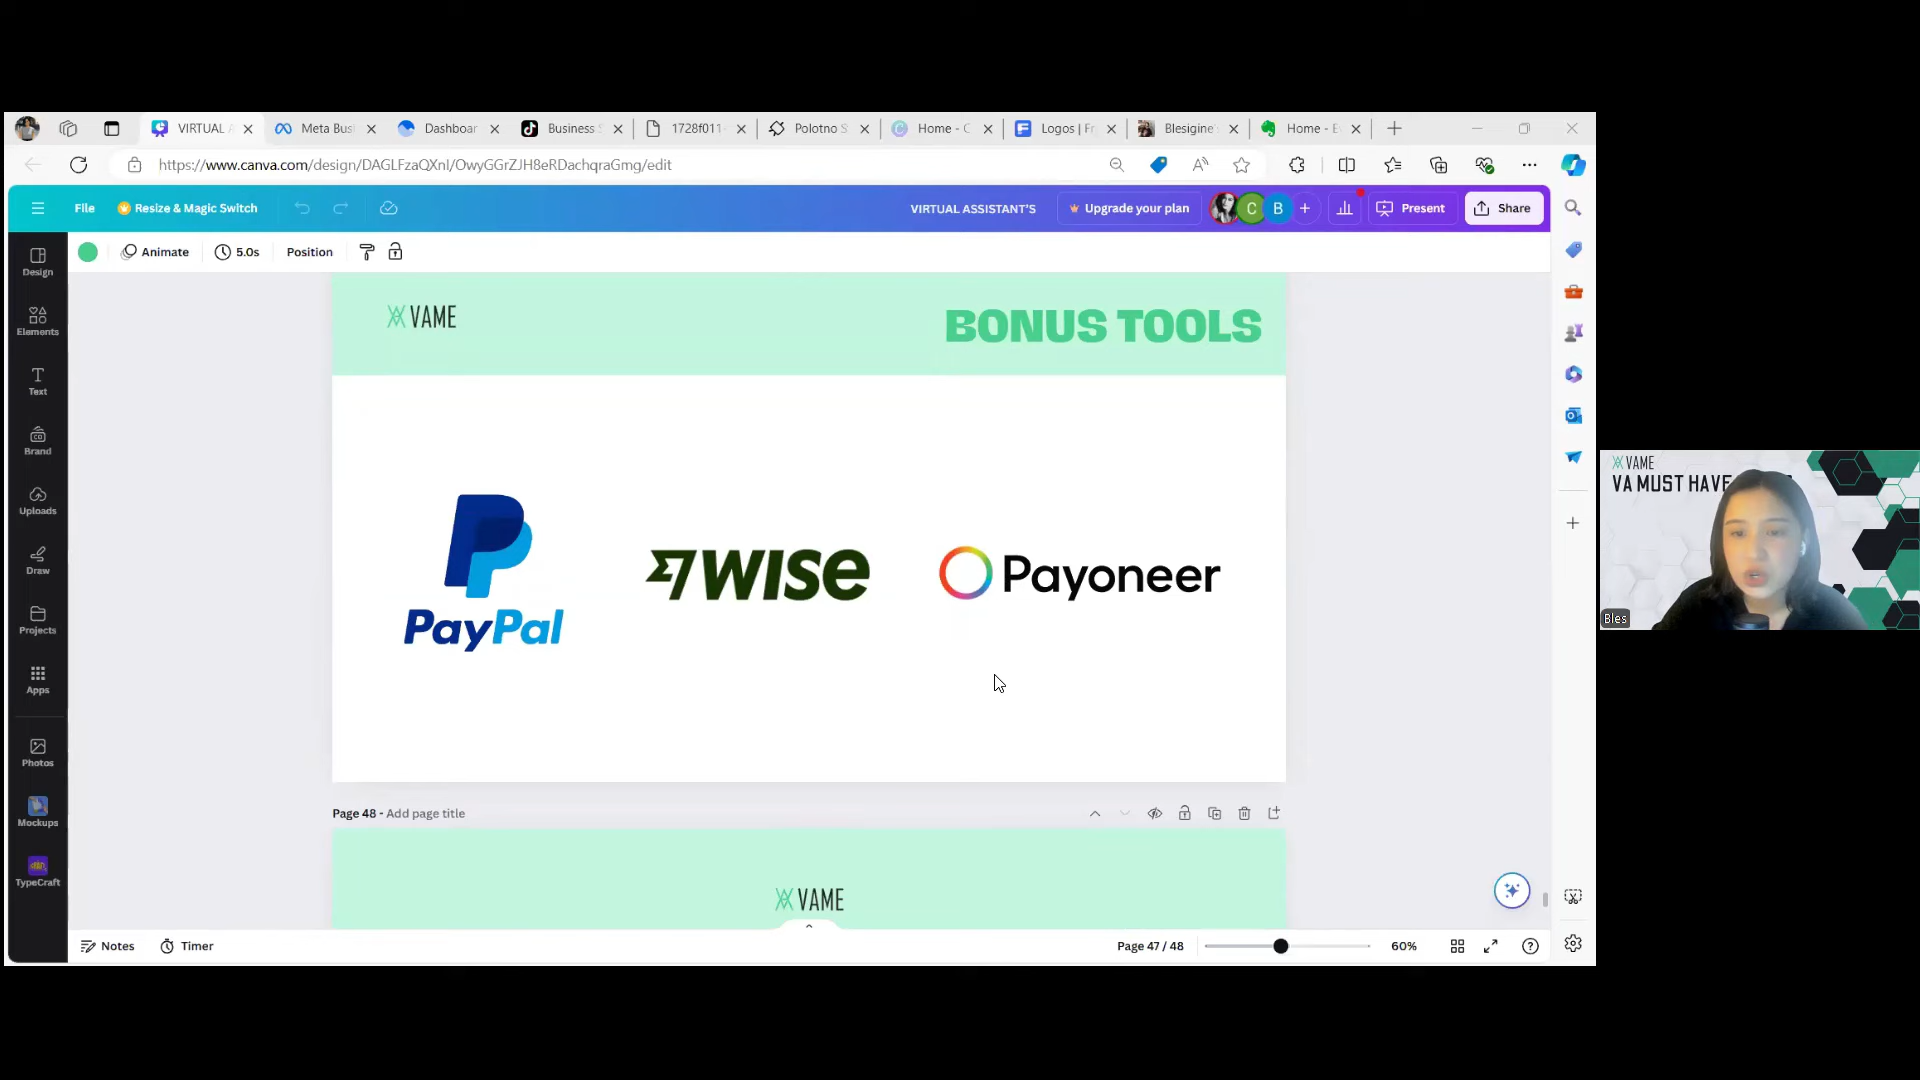 VIRTUAL A
Meta Bus
Dashboar
Business S
1728f011-
Polotno S
Home - C
Logos | Fr
Blesigine'
Home - E
https://www.canva.com/design/DAGLFzaQXnI/OwyGGrZJH8eRDachqraGmg/edit
File
Resize & Magic Switch
VIRTUAL ASSISTANT'S
Upgrade your plan
C
B
Present
Share
Animate
5.0s
Position
Design
Elements
Text
Brand
Uploads
Draw
Projects
Apps
Photos
Mockups
TypeCraft
VAME
BONUS TOOLS
PayPal
WISE
Payoneer
Page 48 - Add page title
VAME
Notes
Timer
Page 47 / 48
60%
VAME
VA MUST HAVE
Bles